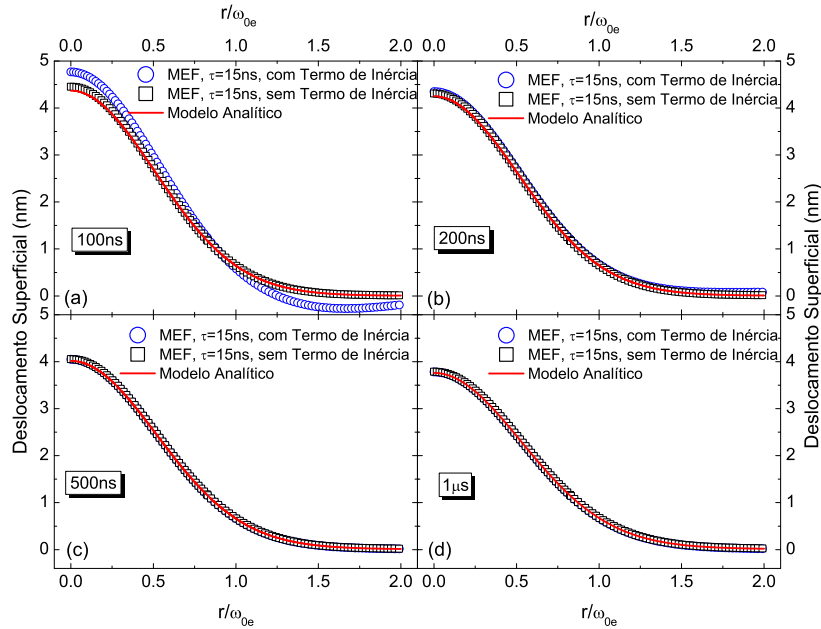 r/ω0e
r/ω0e
0.0 0.5 1.0 1.5 2.0
0.0 0.5 1.0 1.5 2.0
Deslocamento Superficial (nm)
5
4
3
2
1
0
MEF, τ=15ns, com Termo de Inércia
MEF, τ=15ns, sem Termo de Inércia
Modelo Analítico
100ns
(a)
MEF, τ=15ns, com Termo de Inércia
MEF, τ=15ns, sem Termo de Inércia
Modelo Analítico
200ns
(b)
5
4
3
2
1
0
Deslocamento Superficial (nm)
5
4
3
2
1
0
MEF, τ=15ns, com Termo de Inércia
MEF, τ=15ns, sem Termo de Inércia
Modelo Analítico
500ns
(c)
MEF, τ=15ns, com Termo de Inércia
MEF, τ=15ns, sem Termo de Inércia
Modelo Analítico
1μs
(d)
5
4
3
2
1
0
0.0 0.5 1.0 1.5 2.0
0.0 0.5 1.0 1.5 2.0
r/ω0e
r/ω0e